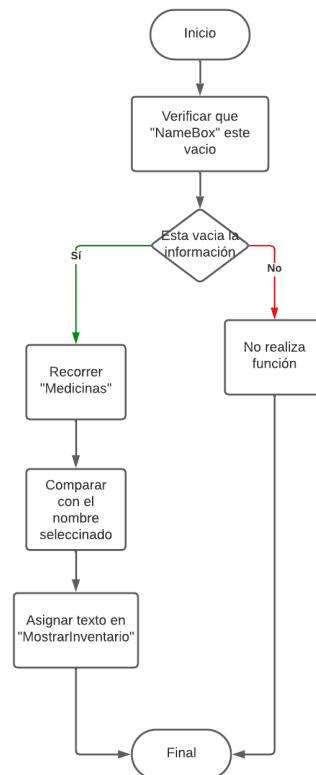 Inicio
Verificar que
"NameBox" este
vacio
Esta vacia la
información
Sí
No
No realiza
función
Recorrer
"Medicinas"
Comparar
con el
nombre
seleccinado
Asignar texto en
"MostrarInventario"
Final